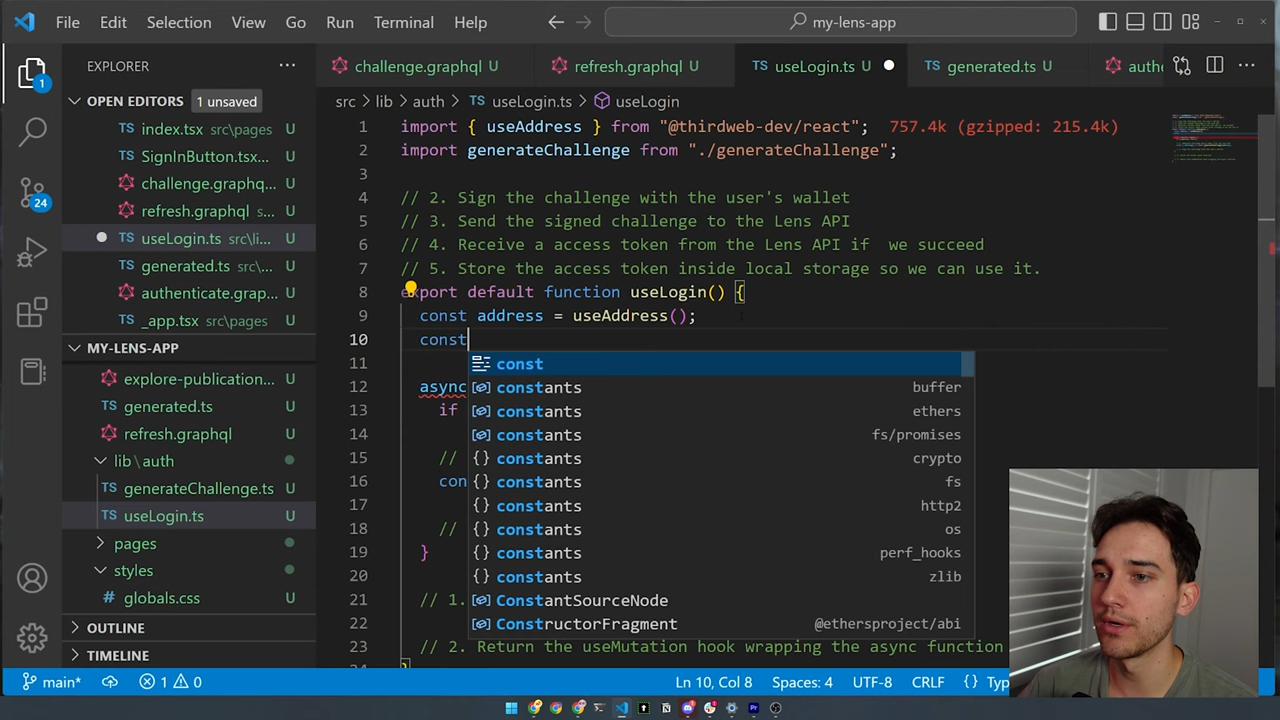 File Edit Selection View Go Run Terminal Help
my-lens-app
EXPLORER
OPEN EDITORS 1 unsaved
TS index.tsx src\pages U
TS SignInButton.tsx... U
challenge.graphq... U
refresh.graphql s... U
TS useLogin.ts src\li... U
TS generated.ts src\... U
authenticate.grap... U
TS _app.tsx src\pages U
MY-LENS-APP
explore-publication... U
TS generated.ts U
refresh.graphql U
lib\auth
TS generateChallenge.ts U
TS useLogin.ts U
pages
styles
# globals.css U
OUTLINE
TIMELINE
1
24
challenge.graphql U refresh.graphql U TS useLogin.ts U TS generated.ts U authe
src > lib > auth > TS useLogin.ts > useLogin
1 import { useAddress } from "@thirdweb-dev/react"; 757.4k (gzipped: 215.4k)
2 import generateChallenge from "./generateChallenge";
3
4 // 2. Sign the challenge with the user's wallet
5 // 3. Send the signed challenge to the Lens API
6 // 4. Receive a access token from the Lens API if  we succeed
7 // 5. Store the access token inside local storage so we can use it.
8 export default function useLogin() {
9 const address = useAddress();
10 const
11
12 async
13 if
14
15 //
16 con
17
18 //
19 }
20
21 // 1.
22
23 // 2. Return the useMutation hook wrapping the async function
24 }
const
constants buffer
constants ethers
constants fs/promises
{} constants crypto
{} constants fs
{} constants http2
{} constants os
{} constants perf_hooks
{} constants zlib
ConstantSourceNode
ConstructorFragment @ethersproject/abi
main* 1 0 Ln 10, Col 8 Spaces: 4 UTF-8 CRLF {} Typ